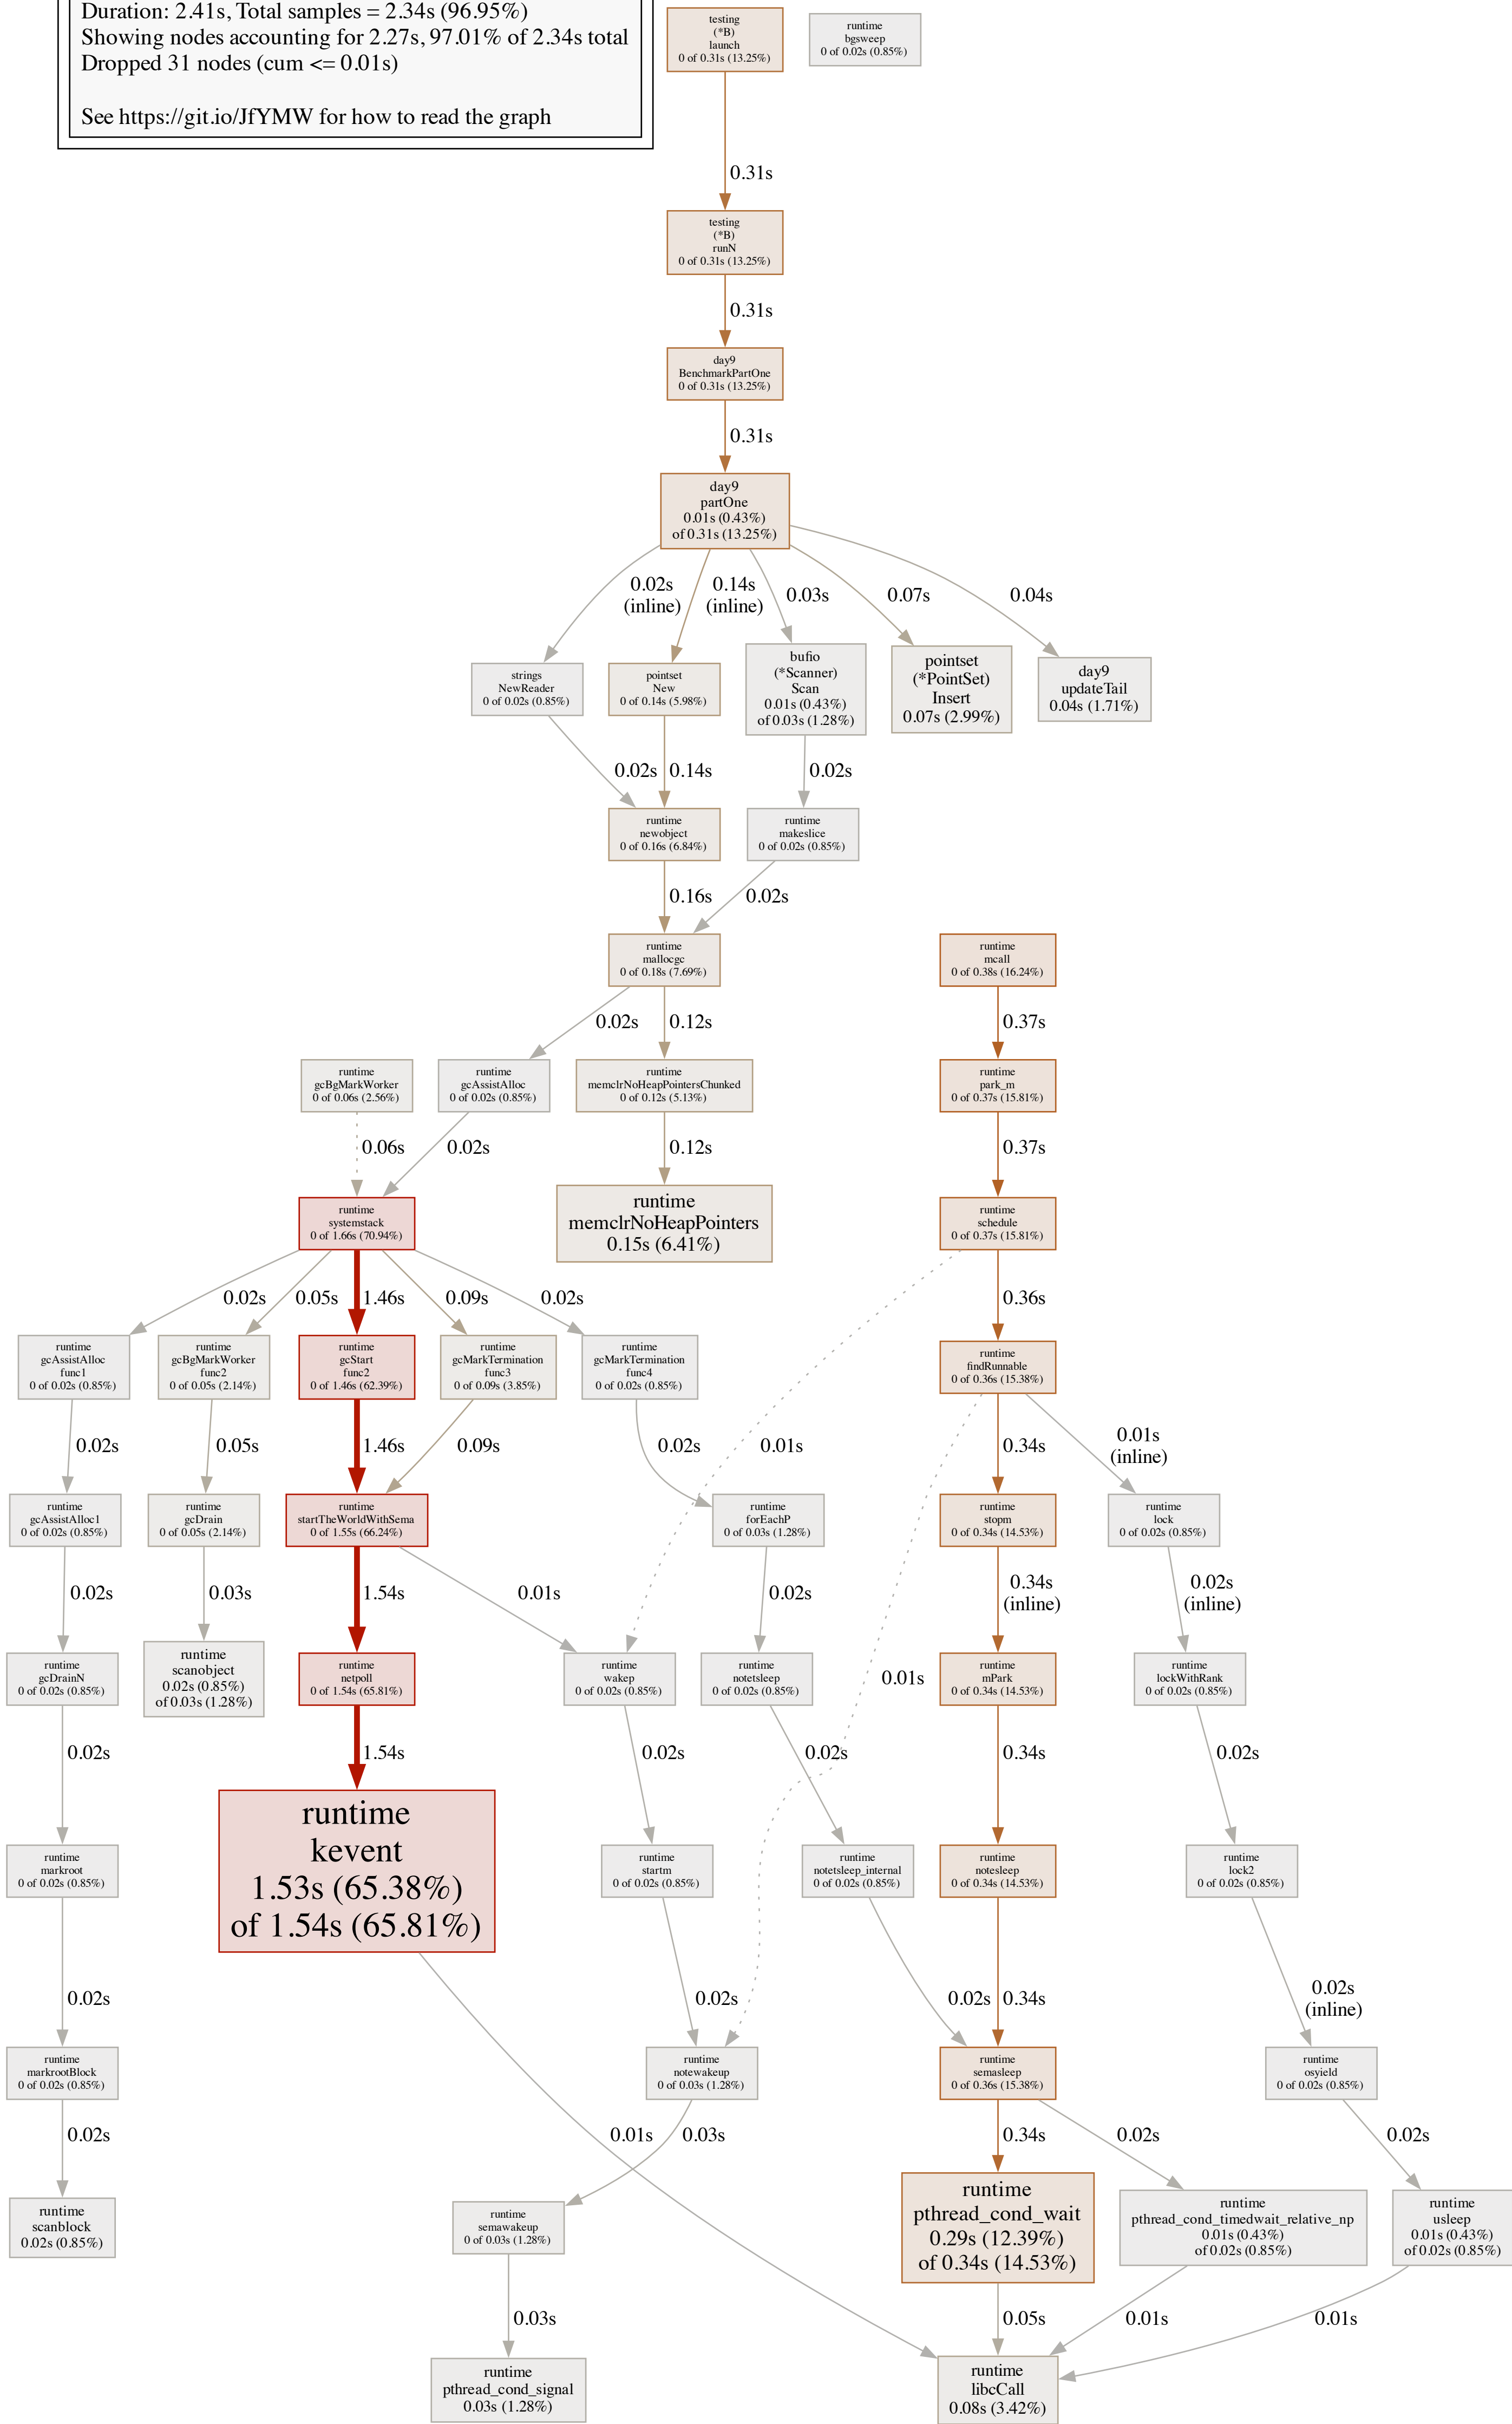 Duration: 2.41s, Total samples = 2.34s (96.95%)
Showing nodes accounting for 2.27s, 97.01% of 2.34s total
Dropped 31 nodes (cum <= 0.01s)
See https://git.io/JfYMW for how to read the graph
testing
(*B)
launch
0 of 0.31s (13.25%)
runtime
bgsweep
0 of 0.02s (0.85%)
0.31s
testing
(*B)
runN
0 of 0.31s (13.25%)
0.31s
day9
BenchmarkPartOne
0 of 0.31s (13.25%)
0.31s
day9
partOne
0.01s (0.43%)
of 0.31s (13.25%)
0.02s
(inline)
0.14s
(inline)
0.03s
0.07s
0.04s
strings
NewReader
0 of 0.02s (0.85%)
pointset
New
0 of 0.14s (5.98%)
bufio
(*Scanner)
Scan
0.01s (0.43%)
of 0.03s (1.28%)
pointset
(*PointSet)
Insert
0.07s (2.99%)
day9
updateTail
0.04s (1.71%)
0.02s
0.14s
0.02s
runtime
newobject
0 of 0.16s (6.84%)
runtime
makeslice
0 of 0.02s (0.85%)
0.16s
0.02s
runtime
mallocgc
0 of 0.18s (7.69%)
runtime
mcall
0 of 0.38s (16.24%)
0.02s
0.12s
0.37s
runtime
gcBgMarkWorker
0 of 0.06s (2.56%)
runtime
gcAssistAlloc
0 of 0.02s (0.85%)
runtime
memclrNoHeapPointersChunked
0 of 0.12s (5.13%)
runtime
park_m
0 of 0.37s (15.81%)
0.06s
0.02s
0.12s
0.37s
runtime
systemstack
0 of 1.66s (70.94%)
runtime
memclrNoHeapPointers
0.15s (6.41%)
runtime
schedule
0 of 0.37s (15.81%)
0.02s
0.05s
1.46s
0.09s
0.02s
0.36s
runtime
gcAssistAlloc
func1
0 of 0.02s (0.85%)
runtime
gcBgMarkWorker
func2
0 of 0.05s (2.14%)
runtime
gcStart
func2
0 of 1.46s (62.39%)
runtime
gcMarkTermination
func3
0 of 0.09s (3.85%)
runtime
gcMarkTermination
func4
0 of 0.02s (0.85%)
runtime
findRunnable
0 of 0.36s (15.38%)
0.02s
0.05s
1.46s
0.09s
0.02s
0.01s
0.34s
0.01s
(inline)
runtime
gcAssistAlloc1
0 of 0.02s (0.85%)
runtime
gcDrain
0 of 0.05s (2.14%)
runtime
startTheWorldWithSema
0 of 1.55s (66.24%)
runtime
forEachP
0 of 0.03s (1.28%)
runtime
stopm
0 of 0.34s (14.53%)
runtime
lock
0 of 0.02s (0.85%)
0.02s
0.03s
1.54s
0.01s
0.02s
0.34s
(inline)
0.02s
(inline)
runtime
gcDrainN
0 of 0.02s (0.85%)
runtime
scanobject
0.02s (0.85%)
of 0.03s (1.28%)
runtime
netpoll
0 of 1.54s (65.81%)
runtime
wakep
0 of 0.02s (0.85%)
runtime
notetsleep
0 of 0.02s (0.85%)
0.01s
runtime
mPark
0 of 0.34s (14.53%)
runtime
lockWithRank
0 of 0.02s (0.85%)
0.02s
1.54s
0.02s
0.02s
0.34s
0.02s
runtime
markroot
0 of 0.02s (0.85%)
runtime
kevent
1.53s (65.38%)
of 1.54s (65.81%)
runtime
startm
0 of 0.02s (0.85%)
runtime
notetsleep_internal
0 of 0.02s (0.85%)
runtime
notesleep
0 of 0.34s (14.53%)
runtime
lock2
0 of 0.02s (0.85%)
0.02s
0.02s
0.02s
0.34s
0.02s
(inline)
runtime
markrootBlock
0 of 0.02s (0.85%)
runtime
notewakeup
0 of 0.03s (1.28%)
runtime
semasleep
0 of 0.36s (15.38%)
runtime
osyield
0 of 0.02s (0.85%)
0.02s
0.01s
0.03s
0.34s
0.02s
0.02s
runtime
scanblock
0.02s (0.85%)
runtime
semawakeup
0 of 0.03s (1.28%)
runtime
pthread_cond_wait
0.29s (12.39%)
of 0.34s (14.53%)
runtime
pthread_cond_timedwait_relative_np
0.01s (0.43%)
of 0.02s (0.85%)
runtime
usleep
0.01s (0.43%)
of 0.02s (0.85%)
0.03s
0.05s
0.01s
0.01s
runtime
pthread_cond_signal
0.03s (1.28%)
runtime
libcCall
0.08s (3.42%)